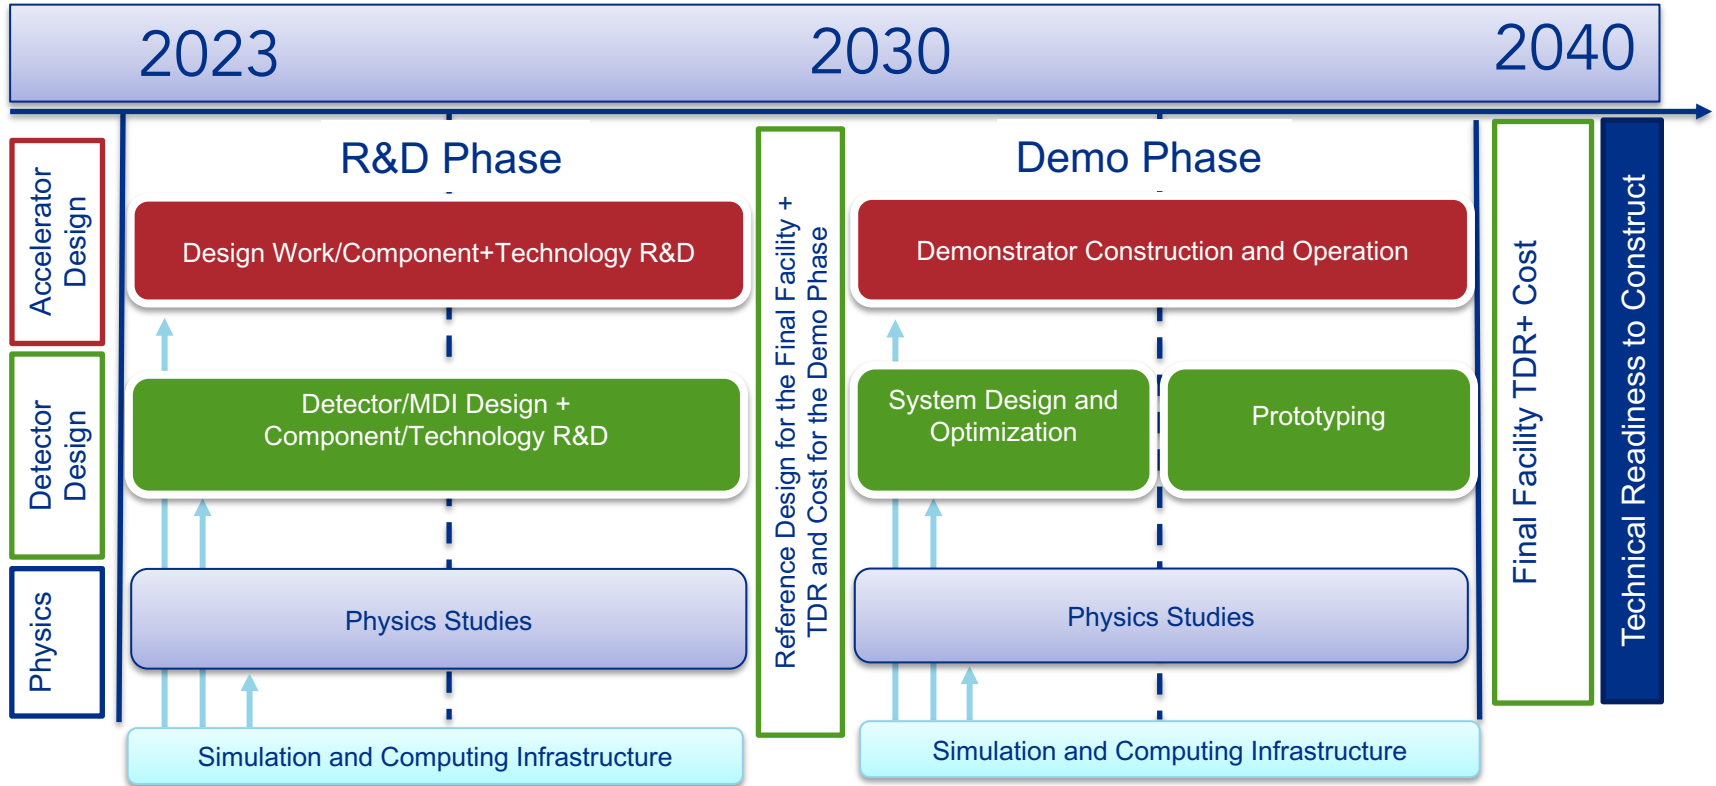 2023
2030
2040
R&D Phase
Demo Phase
Accelerator
Design
Design Work/Component+Technology R&D
Demonstrator Construction and Operation
Detector
Design
Detector/MDI Design +
Component/Technology R&D
System Design and
Optimization
Prototyping
Physics
Physics Studies
Physics Studies
Simulation and Computing Infrastructure
Simulation and Computing Infrastructure
Reference Design for the Final Facility +
TDR and Cost for the Demo Phase
Final Facility TDR+ Cost
Technical Readiness to Construct